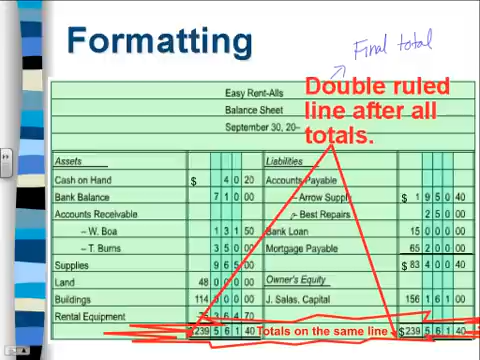 Formatting
Final total
Double ruled
line after all
totals.
Easy Rent-Alls
Balance Sheet
September 30, 20–
Assets Liabilities
Cash on Hand $ 4 0 20 Accounts Payable
Bank Balance 7 1 0 00 – Arrow Supply $ 1 9 5 0 40
Accounts Receivable – Best Repairs 2 5 0 00
– W. Boa 1 3 1 50 Bank Loan 15 0 0 0 00
– T. Burns 3 5 0 00 Mortgage Payable 65 2 0 0 00
Supplies 9 6 5 00 $ 83 4 0 0 40
Land 48 0 0 0 00 Owner's Equity
Buildings 114 0 0 0 00 J. Salas, Capital 156 1 6 1 00
Rental Equipment 75 3 6 4 70
$239 5 6 1 40 Totals on the same line $239 5 6 1 40